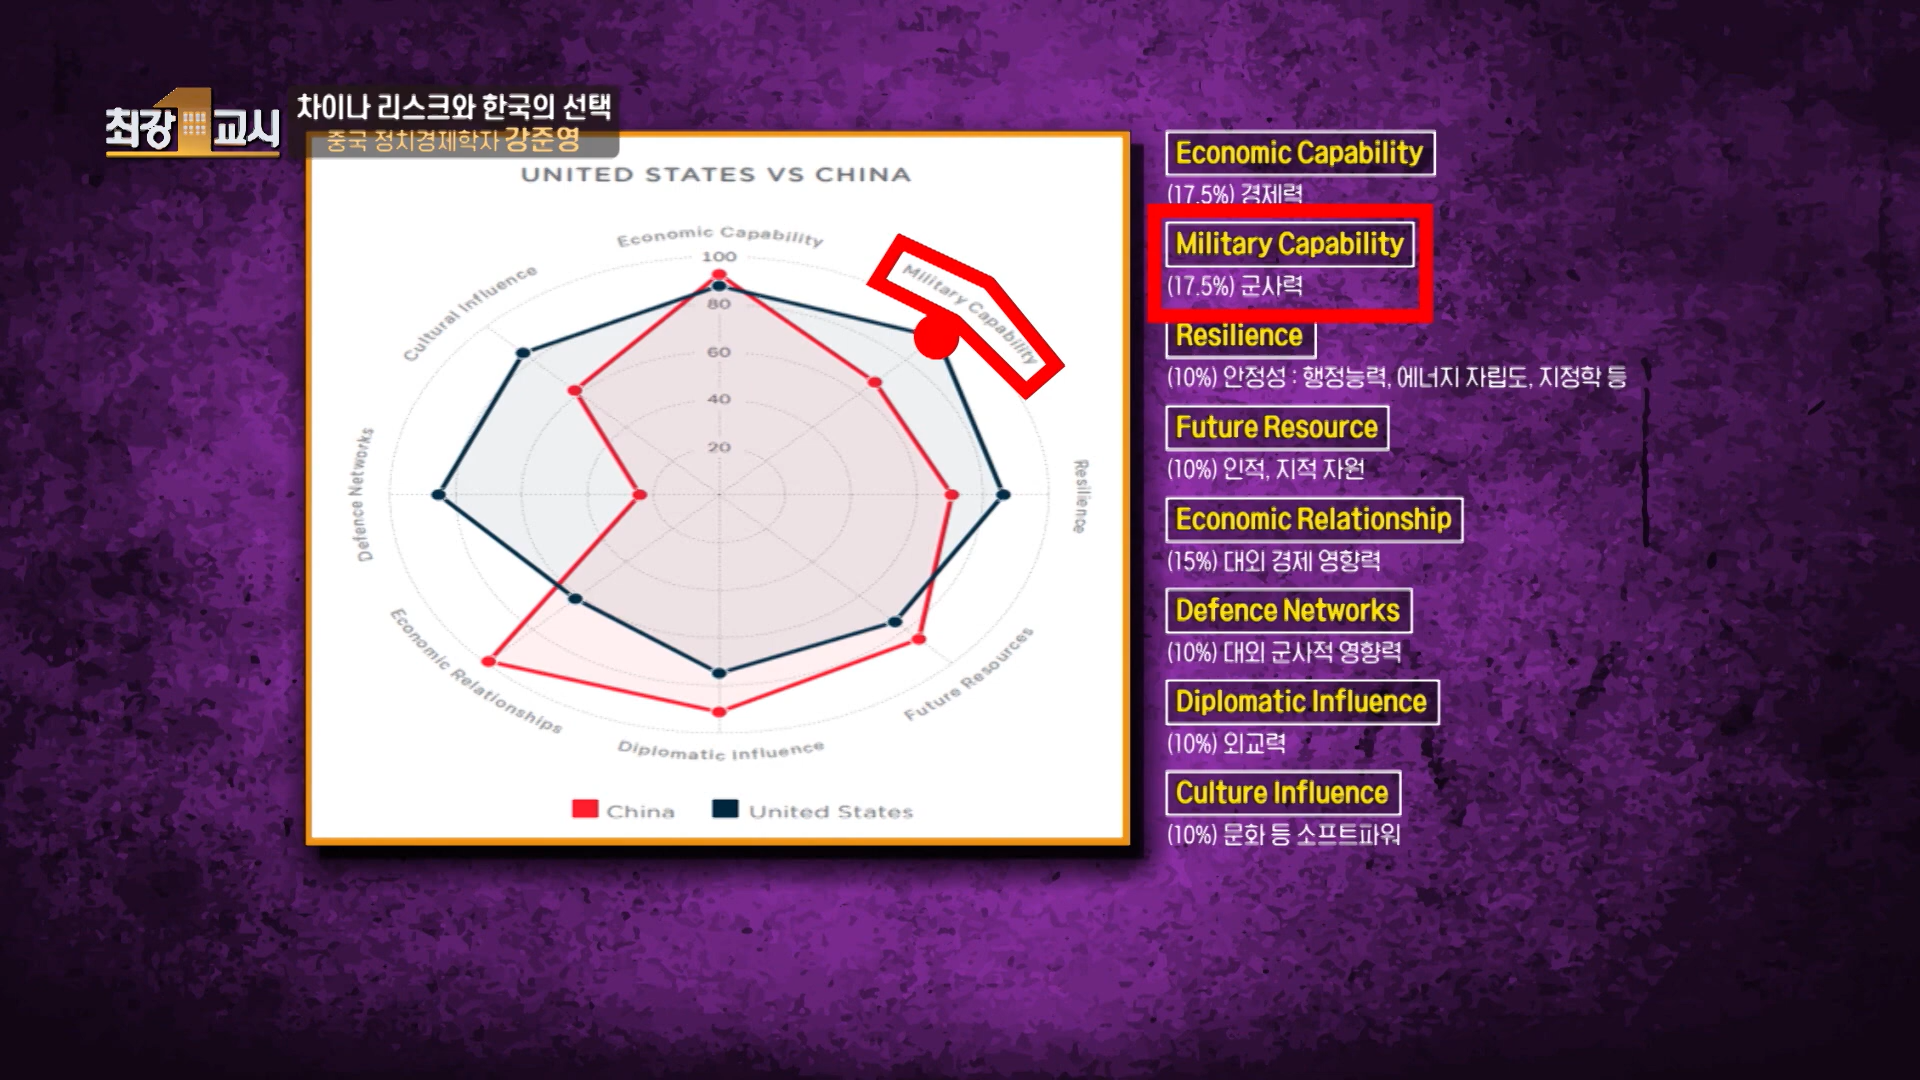 최강1교시
차이나 리스크와 한국의 선택
중국 정치경제학자 강준영
UNITED STATES VS CHINA
Economic Capability
Military Capability
Resilience
Future Resources
Diplomatic Influence
Economic Relationships
Defence Networks
Cultural Influence
100
80
60
40
20
China
United States
Economic Capability
(17.5%) 경제력
Military Capability
(17.5%) 군사력
Resilience
(10%) 안정성 : 행정능력, 에너지 자립도, 지정학 등
Future Resource
(10%) 인적, 지적 자원
Economic Relationship
(15%) 대외 경제 영향력
Defence Networks
(10%) 대외 군사적 영향력
Diplomatic Influence
(10%) 외교력
Culture Influence
(10%) 문화 등 소프트파워